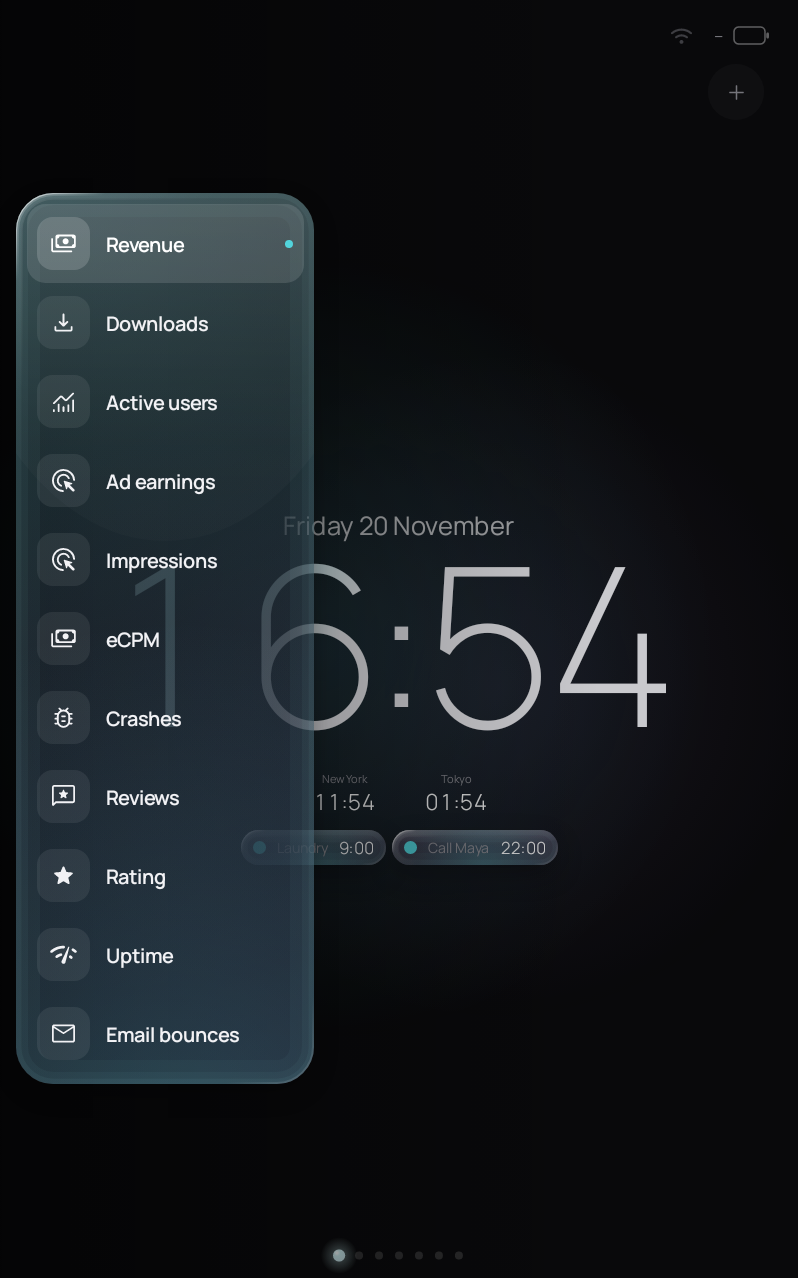 –
+
Revenue
Downloads
Active users
Ad earnings
Friday 20 November
Impressions
16:54
eCPM
Crashes
New York
Tokyo
11:54
01:54
Reviews
Laundry 9:00
Call Maya 22:00
Rating
Uptime
Email bounces